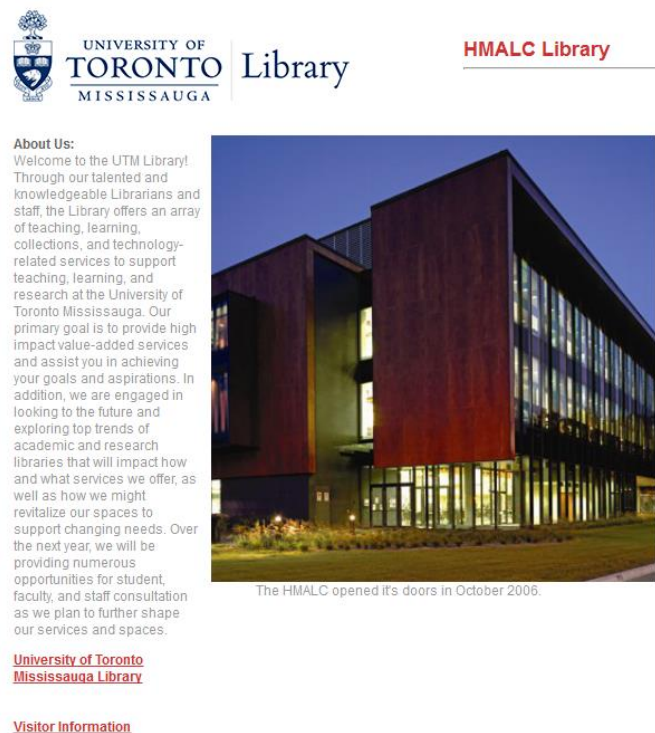 UNIVERSITY OF
TORONTO
MISSISSAUGA
Library
HMALC Library
About Us:
Welcome to the UTM Library!
Through our talented and
knowledgeable Librarians and
staff, the Library offers an array
of teaching, learning,
collections, and technology-
related services to support
teaching, learning, and
research at the University of
Toronto Mississauga. Our
primary goal is to provide high
impact value-added services
and assist you in achieving
your goals and aspirations. In
addition, we are engaged in
looking to the future and
exploring top trends of
academic and research
libraries that will impact how
and what services we offer, as
well as how we might
revitalize our spaces to
support changing needs. Over
the next year, we will be
providing numerous
opportunities for student,
faculty, and staff consultation
as we plan to further shape
our services and spaces.
The HMALC opened it's doors in October 2006.
University of Toronto
Mississauga Library
Visitor Information